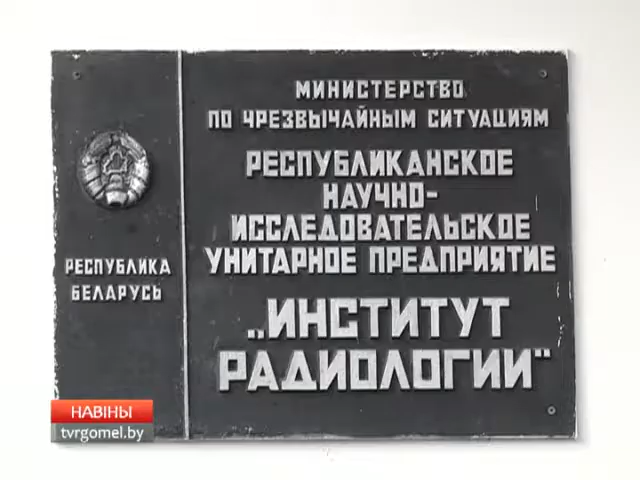 РЕСПУБЛИКА
БЕЛАРУСЬ
МИНИСТЕРСТВО
ПО ЧРЕЗВЫЧАЙНЫМ СИТУАЦИЯМ
РЕСПУБЛИКАНСКОЕ
НАУЧНО-
ИССЛЕДОВАТЕЛЬСКОЕ
УНИТАРНОЕ ПРЕДПРИЯТИЕ
„ИНСТИТУТ
РАДИОЛОГИИ"
НАВІНЫ
tvrgomel.by